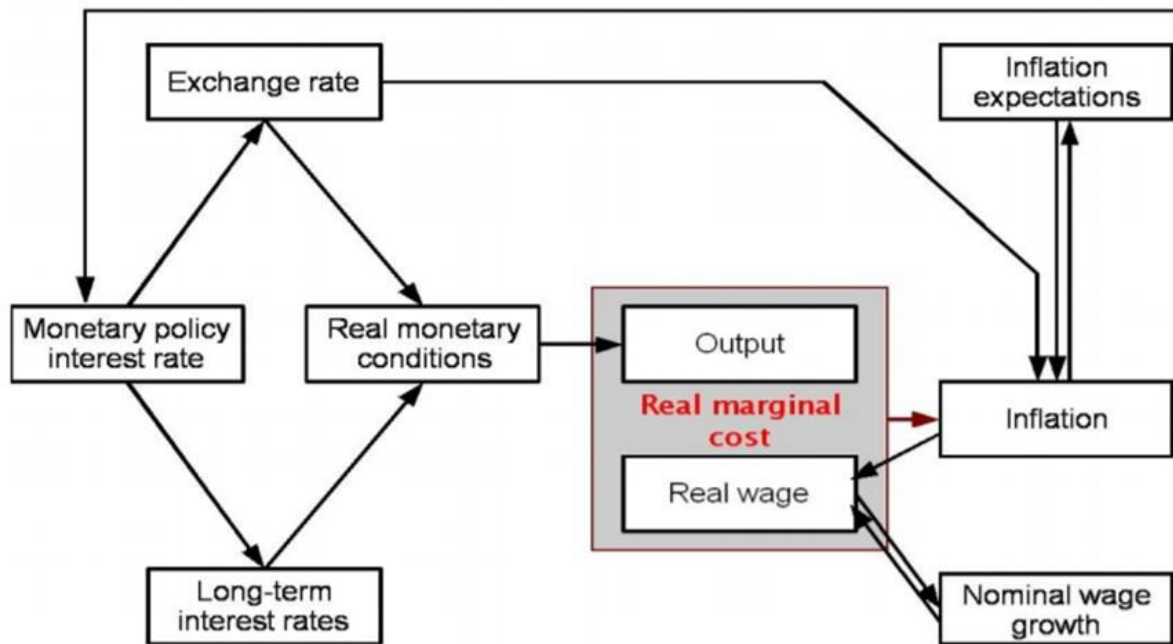 Exchange rate
Inflation
expectations
Monetary policy
interest rate
Real monetary
conditions
Output
Real marginal
cost
Inflation
Real wage
Long-term
interest rates
Nominal wage
growth